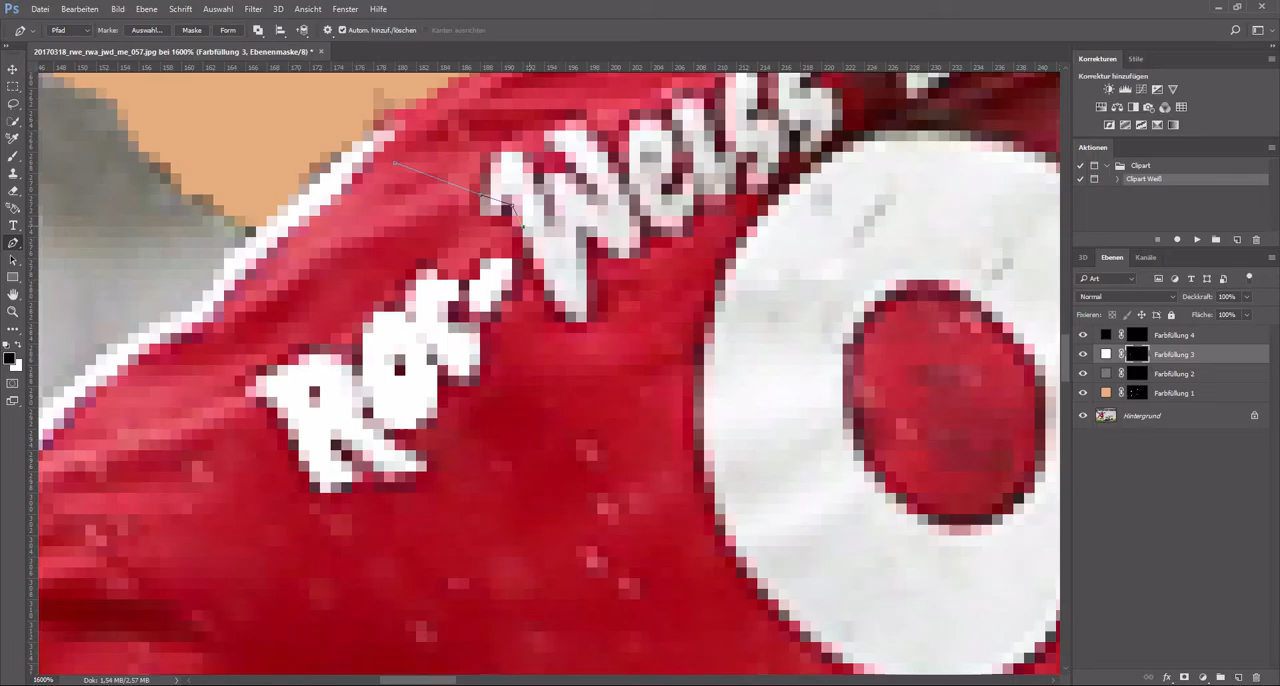 Ps Datei Bearbeiten Bild Ebene Schrift Auswahl Filter 3D Ansicht Fenster Hilfe
Pfad Marke: Auswahl... Maske Form Autom. hinzuf./löschen Kanten ausrichten
20170318_rwe_rwa_jwd_me_057.jpg bei 1600% (Farbfüllung 3, Ebenenmaske/8) *
Korrekturen Stile
Korrektur hinzufügen
Aktionen
Clipart
Clipart Weiß
3D Ebenen Kanäle
Art
Normal Deckkraft: 100%
Fixieren: Fläche: 100%
Farbfüllung 4
Farbfüllung 3
Farbfüllung 2
Farbfüllung 1
Hintergrund
1600% Dok: 1,54 MB/2,57 MB